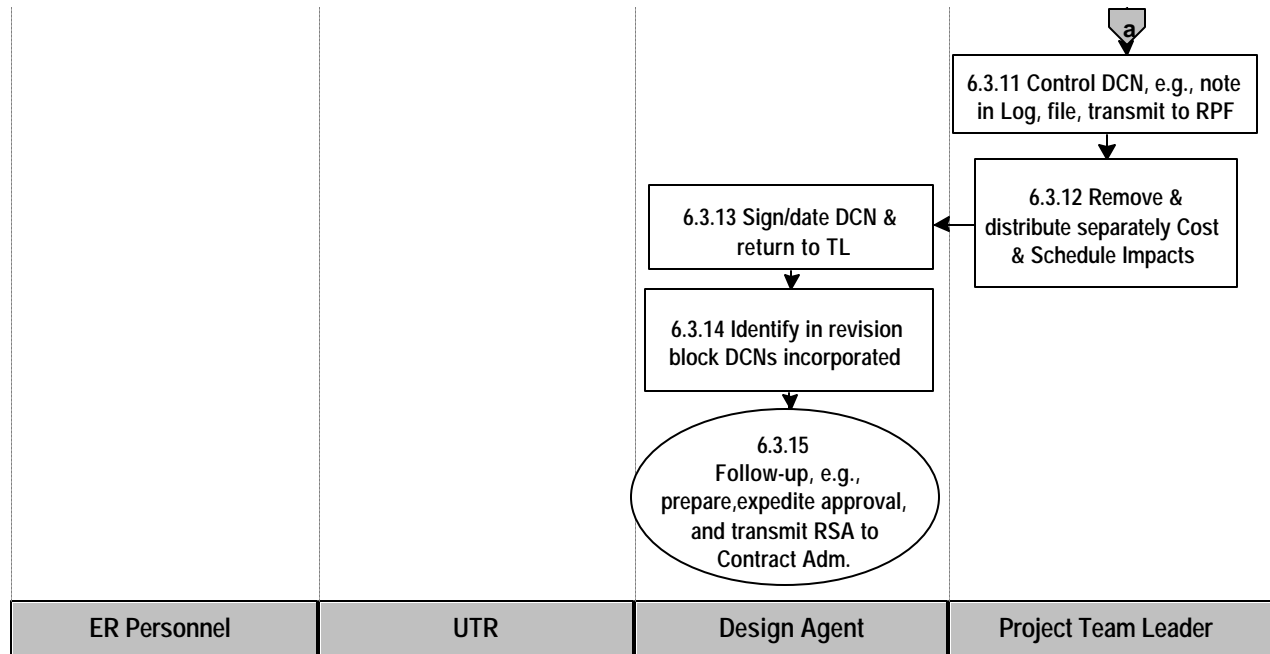 a
6.3.11 Control DCN, e.g., note
in Log, file, transmit to RPF
6.3.12 Remove &
distribute separately Cost
& Schedule Impacts
6.3.13 Sign/date DCN &
return to TL
6.3.14 Identify in revision
block DCNs incorporated
6.3.15
Follow-up, e.g.,
prepare,expedite approval,
and transmit RSA to
Contract Adm.
ER Personnel
UTR
Design Agent
Project Team Leader